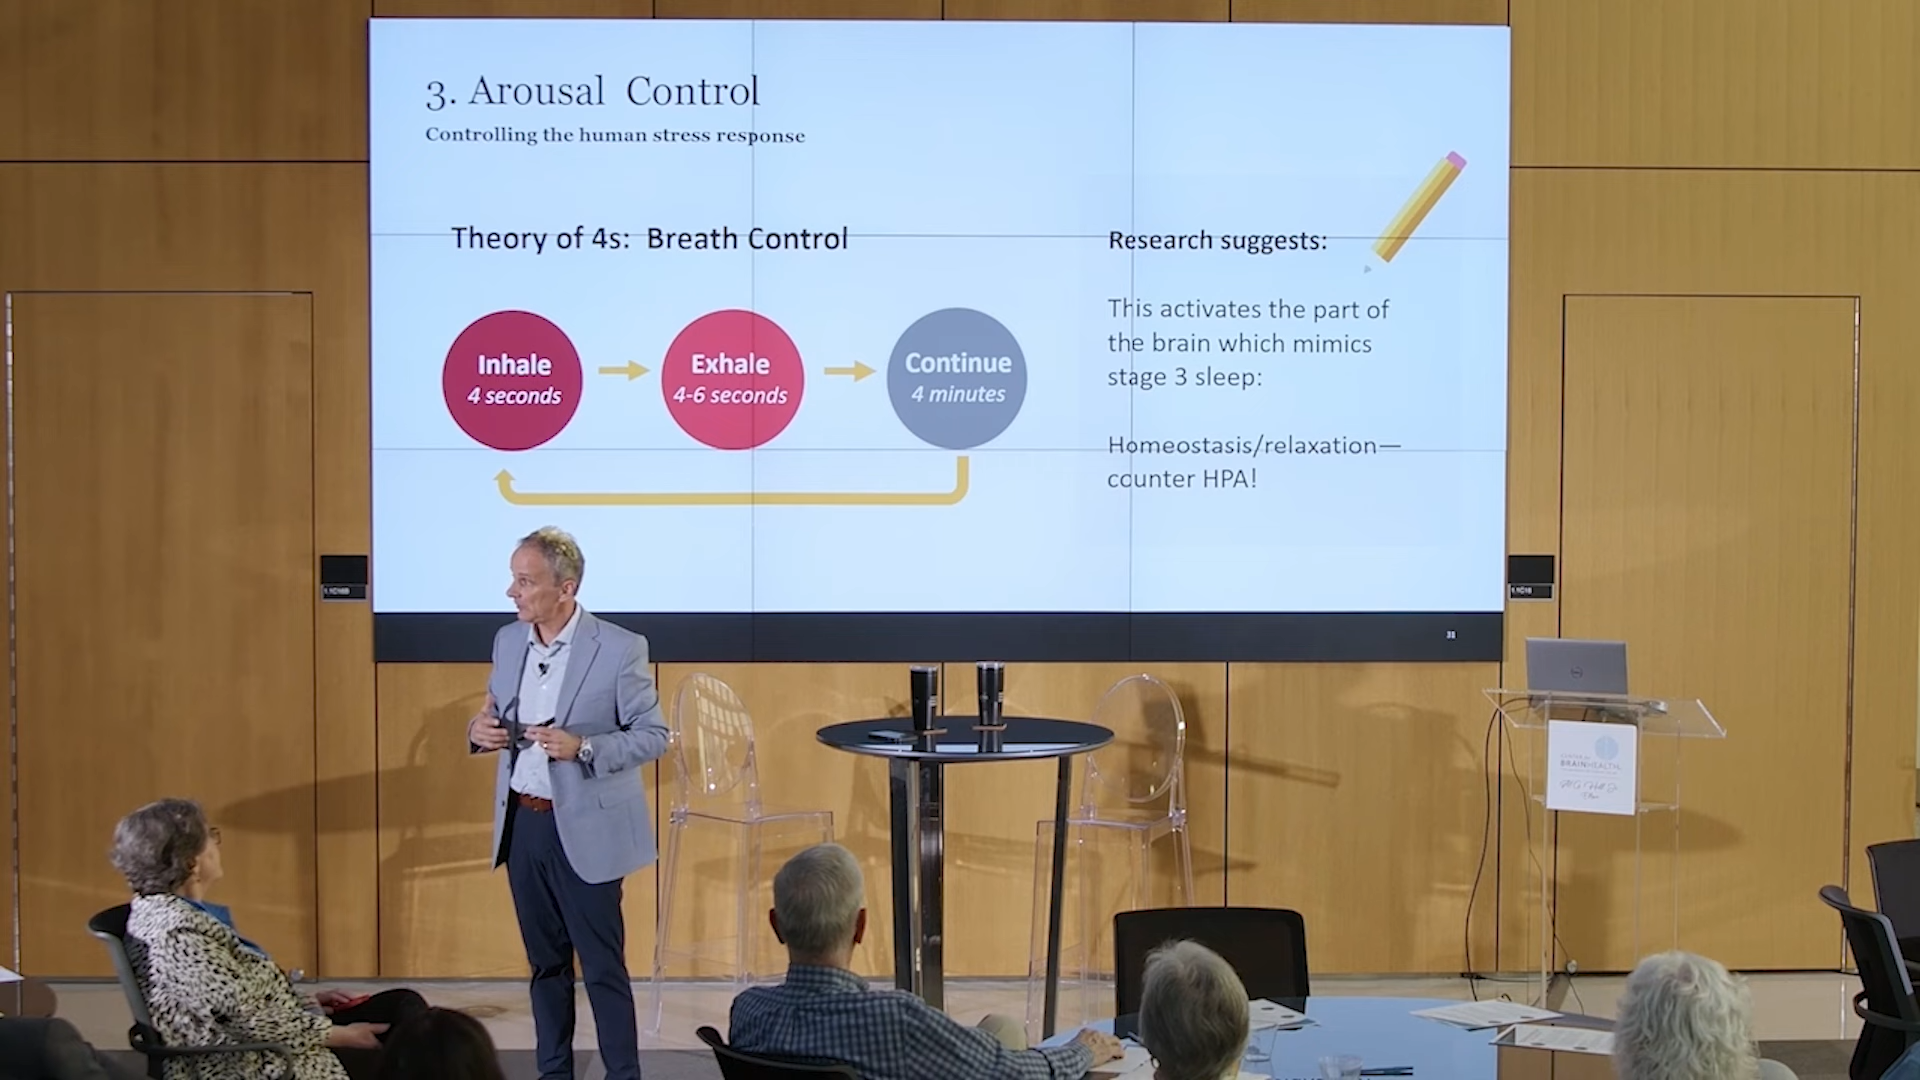 3. Arousal Control
Controlling the human stress response
Theory of 4s: Breath Control
Inhale
4 seconds
Exhale
4-6 seconds
Continue
4 minutes
Research suggests:
This activates the part of
the brain which mimics
stage 3 sleep:
Homeostasis/relaxation—
counter HPA!
BRAINHEALTH